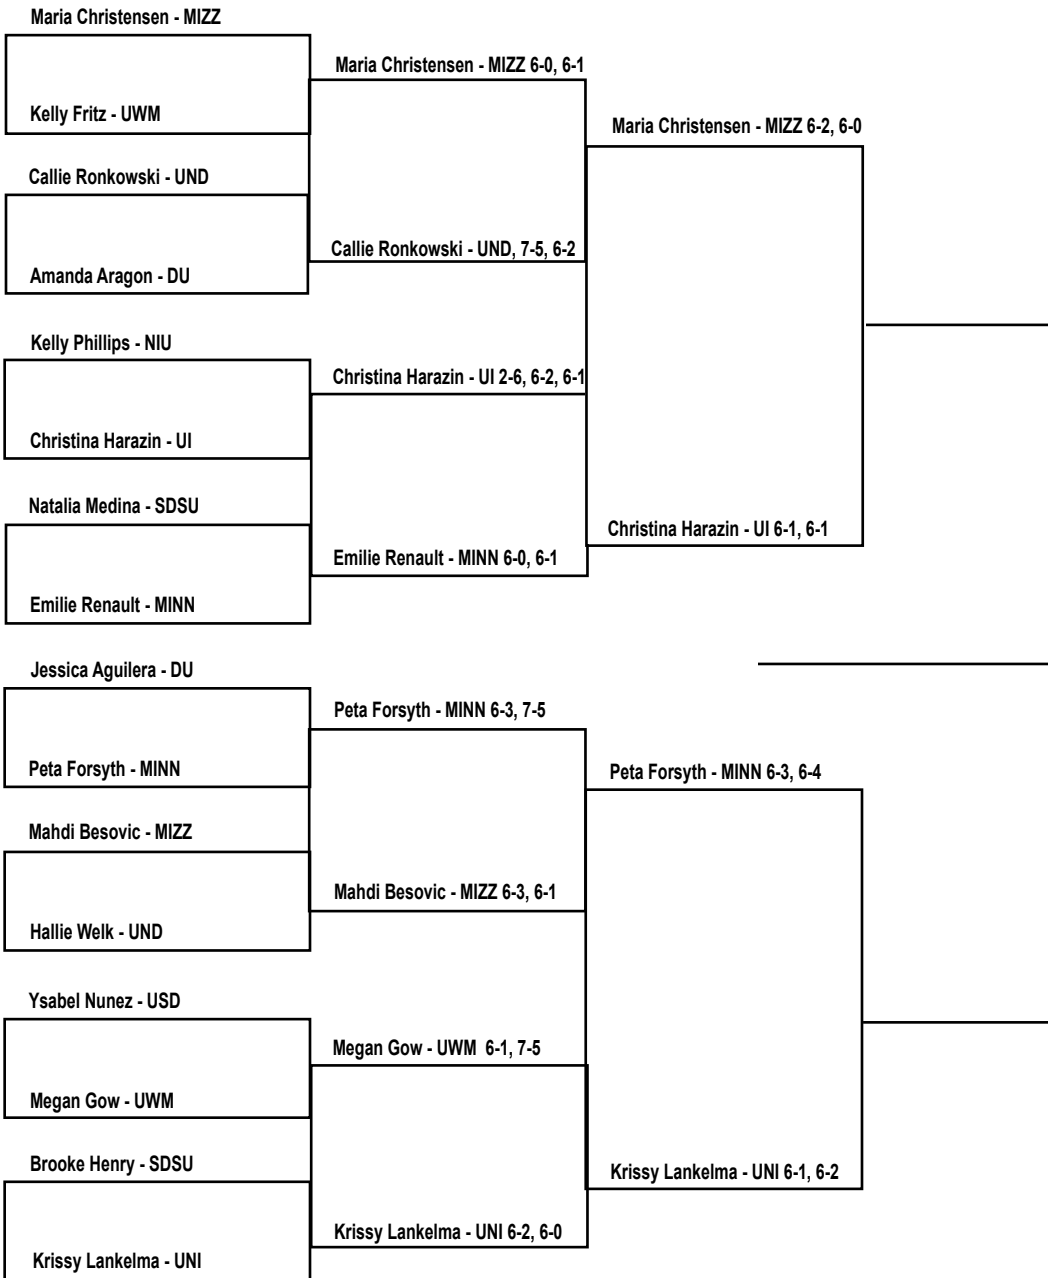 Maria Christensen - MIZZ
Kelly Fritz - UWM
Callie Ronkowski - UND
Amanda Aragon - DU
Kelly Phillips - NIU
Christina Harazin - UI
Natalia Medina - SDSU
Emilie Renault - MINN
Jessica Aguilera - DU
Peta Forsyth - MINN
Mahdi Besovic - MIZZ
Hallie Welk - UND
Ysabel Nunez - USD
Megan Gow - UWM
Brooke Henry - SDSU
Krissy Lankelma - UNI
Maria Christensen - MIZZ 6-0, 6-1
Callie Ronkowski - UND, 7-5, 6-2
Christina Harazin - UI 2-6, 6-2, 6-1
Emilie Renault - MINN 6-0, 6-1
Peta Forsyth - MINN 6-3, 7-5
Mahdi Besovic - MIZZ 6-3, 6-1
Megan Gow - UWM  6-1, 7-5
Krissy Lankelma - UNI 6-2, 6-0
Maria Christensen - MIZZ 6-2, 6-0
Christina Harazin - UI 6-1, 6-1
Peta Forsyth - MINN 6-3, 6-4
Krissy Lankelma - UNI 6-1, 6-2